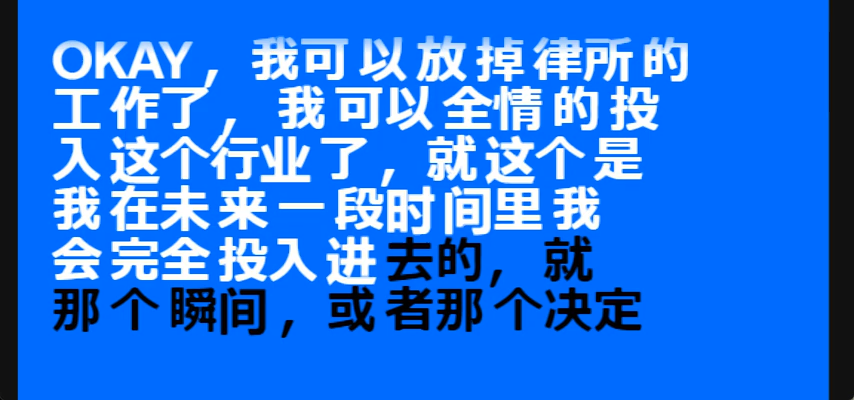 OKAY，我可以放掉律所的
工作了，我可以全情的投
入这个行业了，就这个是
我在未来一段时间里我
会完全投入进去的，就
那个瞬间，或者那个决定